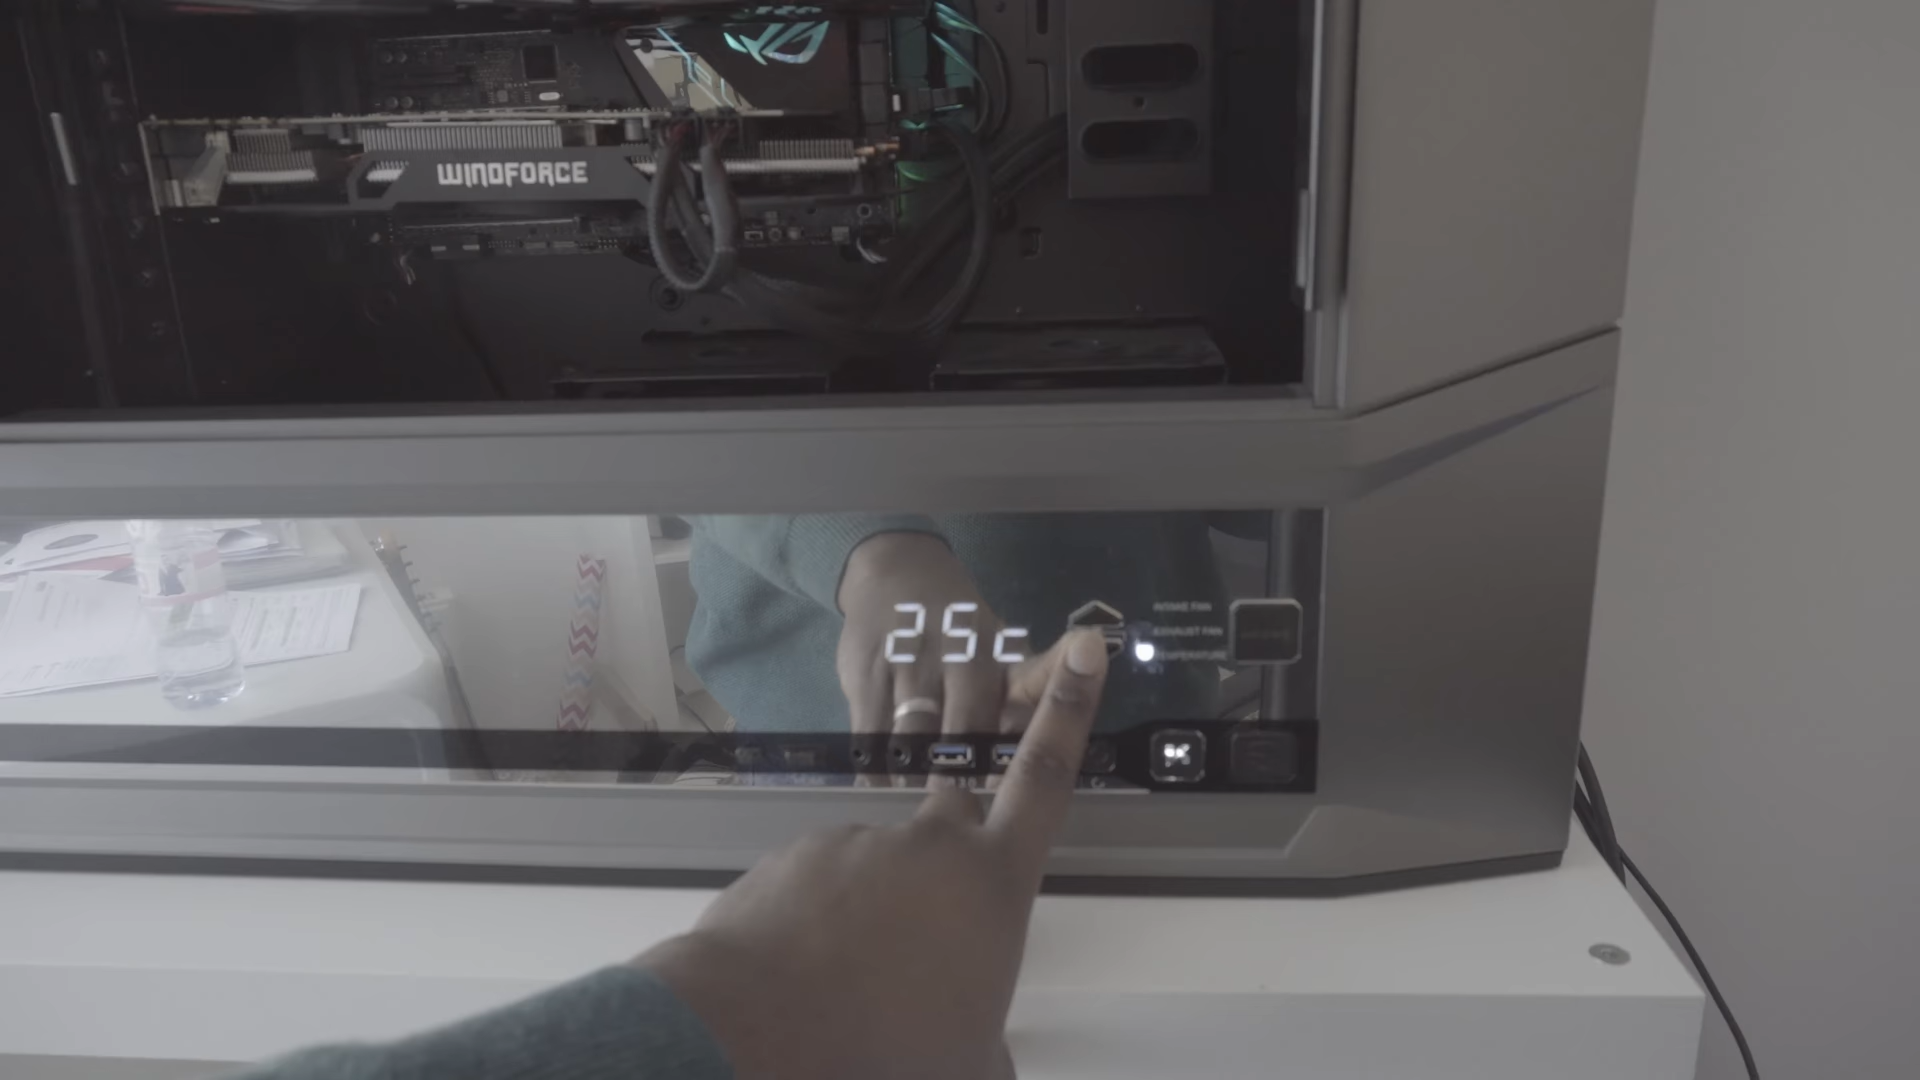 WINDFORCE
25c
INTAKE FAN
EXHAUST FAN
TEMPERATURE